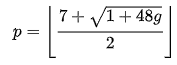 p = ⌊(7 + √(1 + 48g)) / 2⌋